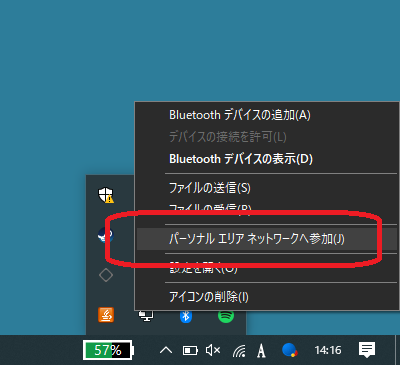 Bluetooth デバイスの追加(A)
デバイスの接続を許可(L)
Bluetooth デバイスの表示(D)
ファイルの送信(S)
ファイルの受信(R)
パーソナル エリア ネットワークへ参加(J)
設定を開く(O)
アイコンの削除(I)
57%
A
14:16